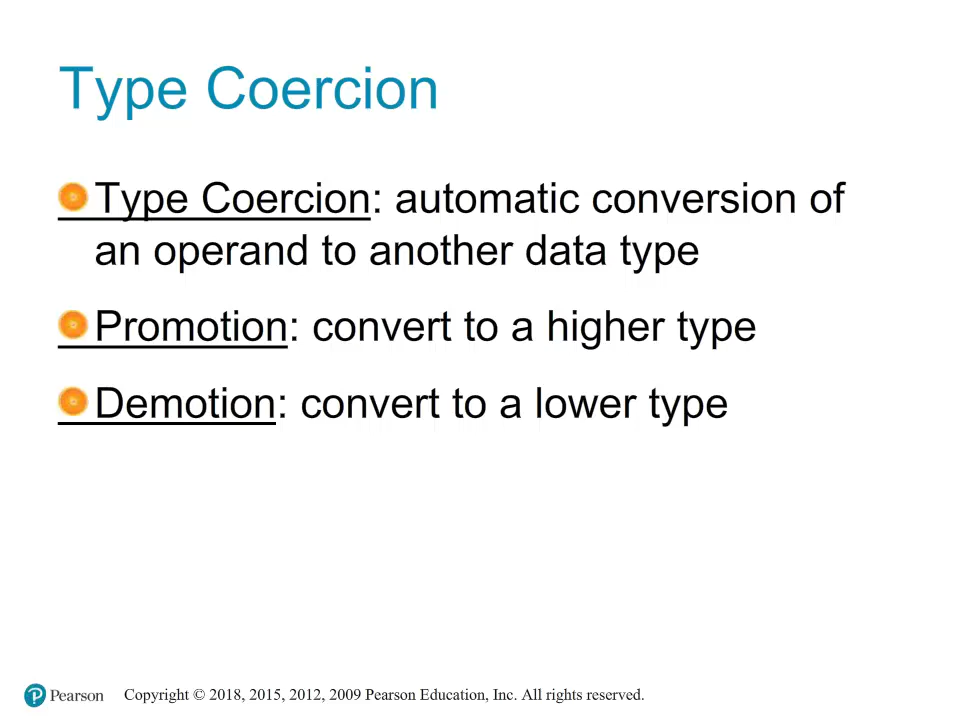 Type Coercion
Type Coercion: automatic conversion of
an operand to another data type
Promotion: convert to a higher type
Demotion: convert to a lower type
Pearson Copyright © 2018, 2015, 2012, 2009 Pearson Education, Inc. All rights reserved.